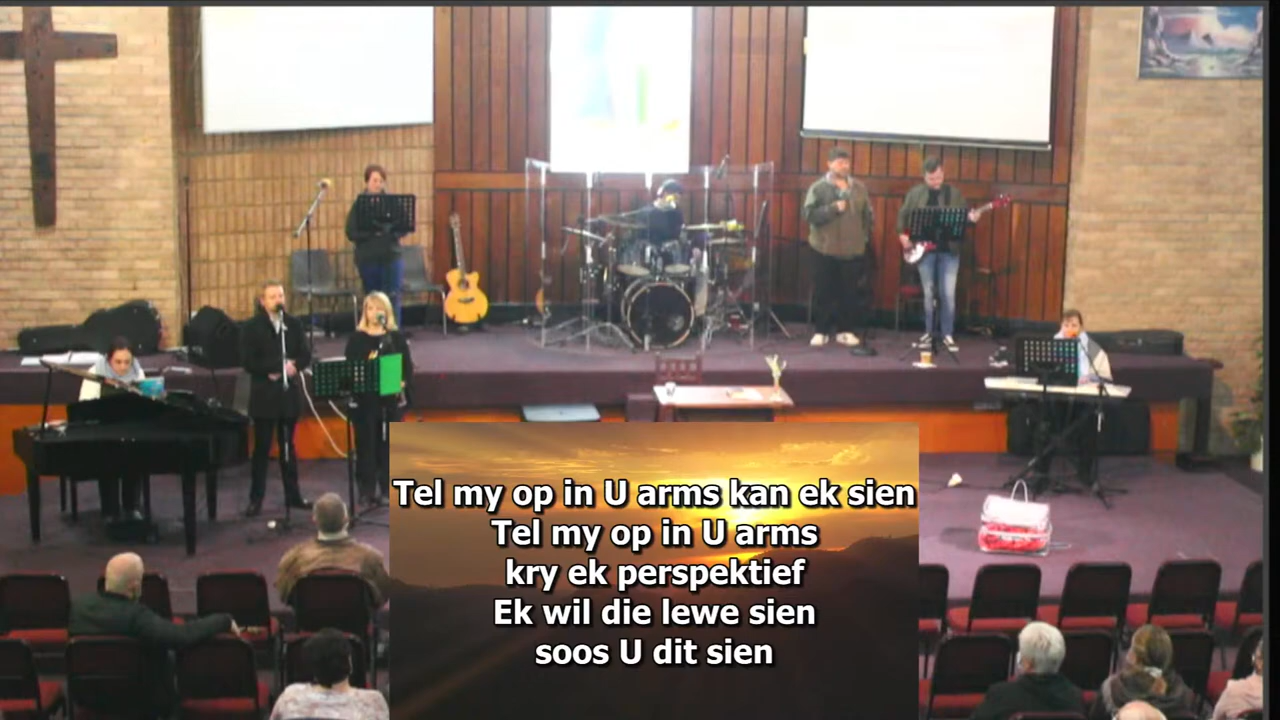 Tel my op in U arms kan ek sien
Tel my op in U arms
kry ek perspektief
Ek wil die lewe sien
soos U dit sien